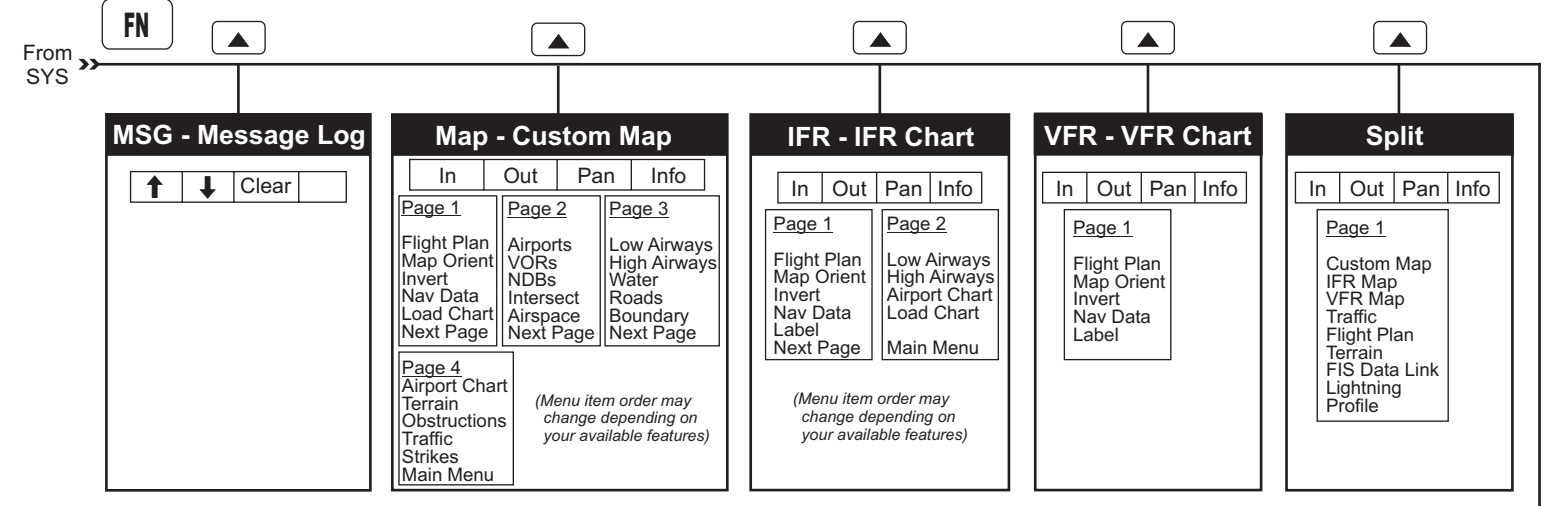 FN
From
SYS
MSG - Message Log
Clear
Map - Custom Map
In Out Pan Info
Page 1
Flight Plan
Map Orient
Invert
Nav Data
Load Chart
Next Page
Page 2
Airports
VORs
NDBs
Intersect
Airspace
Next Page
Page 3
Low Airways
High Airways
Water
Roads
Boundary
Next Page
Page 4
Airport Chart
Terrain
Obstructions
Traffic
Strikes
Main Menu
(Menu item order may
change depending on
your available features)
IFR - IFR Chart
In Out Pan Info
Page 1
Flight Plan
Map Orient
Invert
Nav Data
Label
Next Page
Page 2
Low Airways
High Airways
Airport Chart
Load Chart
Main Menu
(Menu item order may
change depending on
your available features)
VFR - VFR Chart
In Out Pan Info
Page 1
Flight Plan
Map Orient
Invert
Nav Data
Label
Split
In Out Pan Info
Page 1
Custom Map
IFR Map
VFR Map
Traffic
Flight Plan
Terrain
FIS Data Link
Lightning
Profile